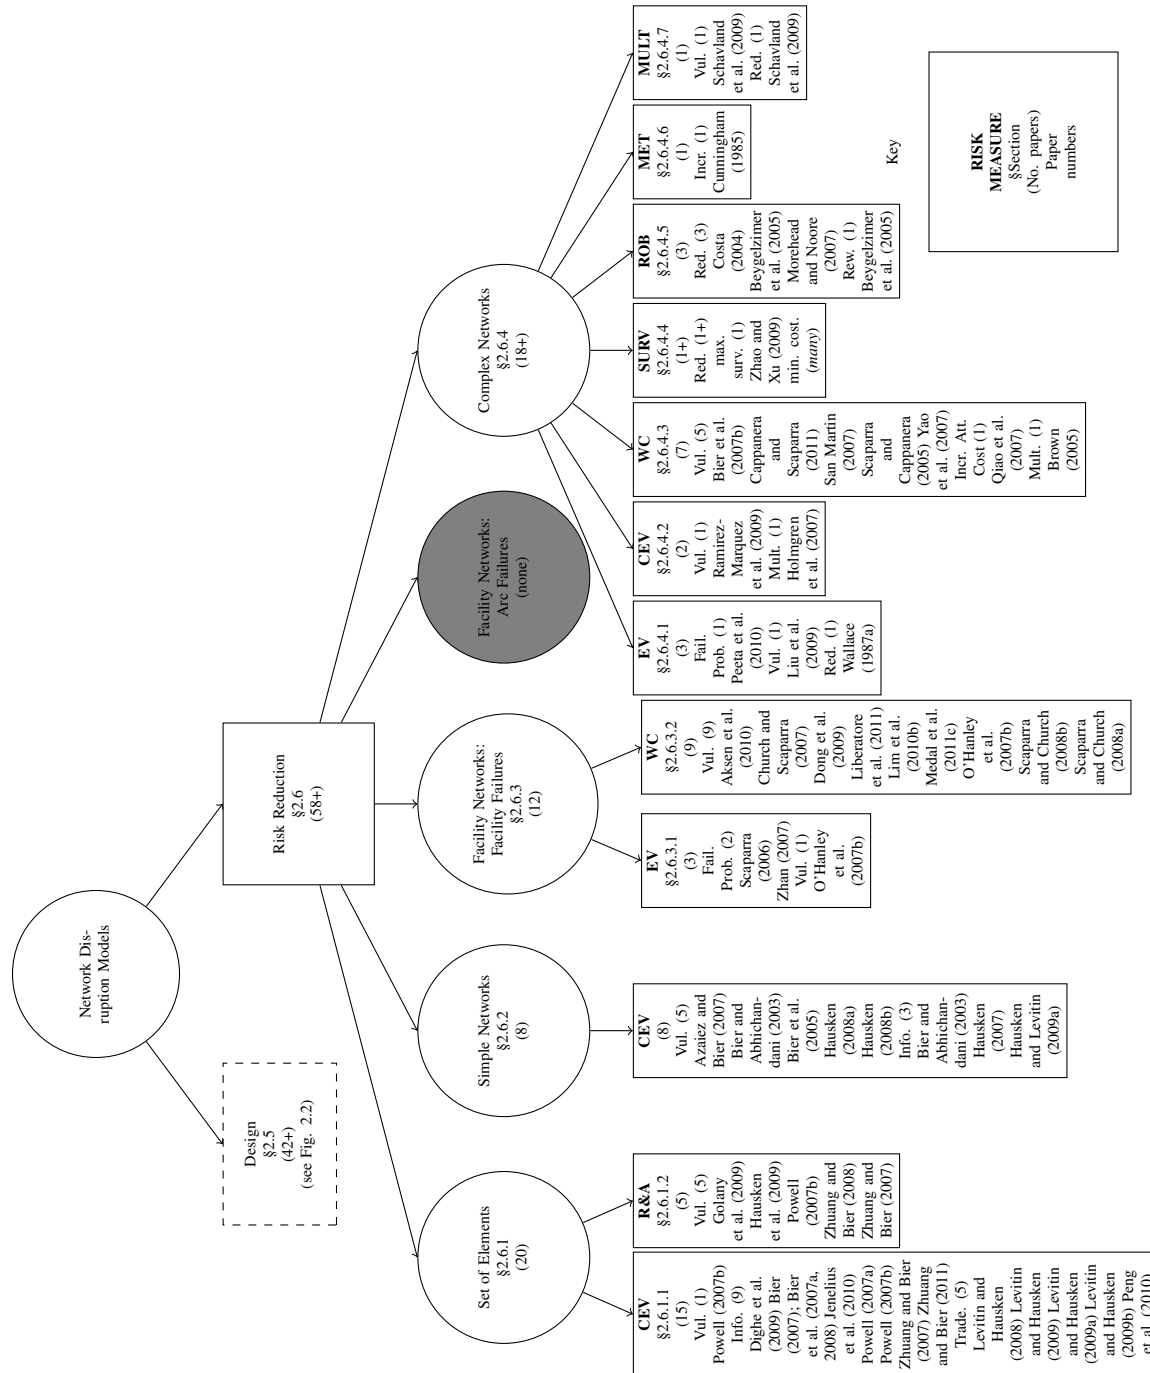 Network Dis-
ruption Models
Design
§2.5
(42+)
(see Fig. 2.2)
Risk Reduction
§2.6
(58+)
Set of Elements
§2.6.1
(20)
Simple Networks
§2.6.2
(8)
Facility Networks:
Facility Failures
§2.6.3
(12)
Facility Networks:
Arc Failures
(none)
Complex Networks
§2.6.4
(18+)
CEV
§2.6.1.1
(15)
Vul. (1)
Powell (2007b)
Info. (9)
Dighe et al.
(2009) Bier
(2007); Bier
et al. (2007a,
2008) Jenelius
et al. (2010)
Powell (2007a)
Powell (2007b)
Zhuang and Bier
(2007) Zhuang
and Bier (2011)
Trade. (5)
Levitin and
Hausken
(2008) Levitin
and Hausken
(2009) Levitin
and Hausken
(2009a) Levitin
and Hausken
(2009b) Peng
et al. (2010)
R&A
§2.6.1.2
(5)
Vul. (5)
Golany
et al. (2009)
Hausken
et al. (2009)
Powell
(2007b)
Zhuang and
Bier (2008)
Zhuang and
Bier (2007)
CEV
(8)
Vul. (5)
Azaiez and
Bier (2007)
Bier and
Abhichan-
dani (2003)
Bier et al.
(2005)
Hausken
(2008a)
Hausken
(2008b)
Info. (3)
Bier and
Abhichan-
dani (2003)
Hausken
(2007)
Hausken
and Levitin
(2009a)
EV
§2.6.3.1
(3)
Fail.
Prob. (2)
Scaparra
(2006)
Zhan (2007)
Vul. (1)
O'Hanley
et al.
(2007b)
WC
§2.6.3.2
(9)
Vul. (9)
Aksen et al.
(2010)
Church and
Scaparra
(2007)
Dong et al.
(2009)
Liberatore
et al. (2011)
Lim et al.
(2010b)
Medal et al.
(2011c)
O'Hanley
et al.
(2007b)
Scaparra
and Church
(2008b)
Scaparra
and Church
(2008a)
EV
§2.6.4.1
(3)
Fail.
Prob. (1)
Peeta et al.
(2010)
Vul. (1)
Liu et al.
(2009)
Red. (1)
Wallace
(1987a)
CEV
§2.6.4.2
(2)
Vul. (1)
Ramirez-
Marquez
et al. (2009)
Mult. (1)
Holmgren
et al. (2007)
WC
§2.6.4.3
(7)
Vul. (5)
Bier et al.
(2007b)
Cappanera
and
Scaparra
(2011)
San Martin
(2007)
Scaparra
and
Cappanera
(2005) Yao
et al. (2007)
Incr. Att.
Cost (1)
Qiao et al.
(2007)
Mult. (1)
Brown
(2005)
SURV
§2.6.4.4
(1+)
Red. (1+)
max.
surv. (1)
Zhao and
Xu (2009)
min. cost.
(many)
ROB
§2.6.4.5
(3)
Red. (3)
Costa
(2004)
Beygelzimer
et al. (2005)
Morehead
and Noore
(2007)
Rew. (1)
Beygelzimer
et al. (2005)
MET
§2.6.4.6
(1)
Incr. (1)
Cunningham
(1985)
MULT
§2.6.4.7
(1)
Vul. (1)
Schavland
et al. (2009)
Red. (1)
Schavland
et al. (2009)
Key
RISK
MEASURE
§Section
(No. papers)
Paper
numbers